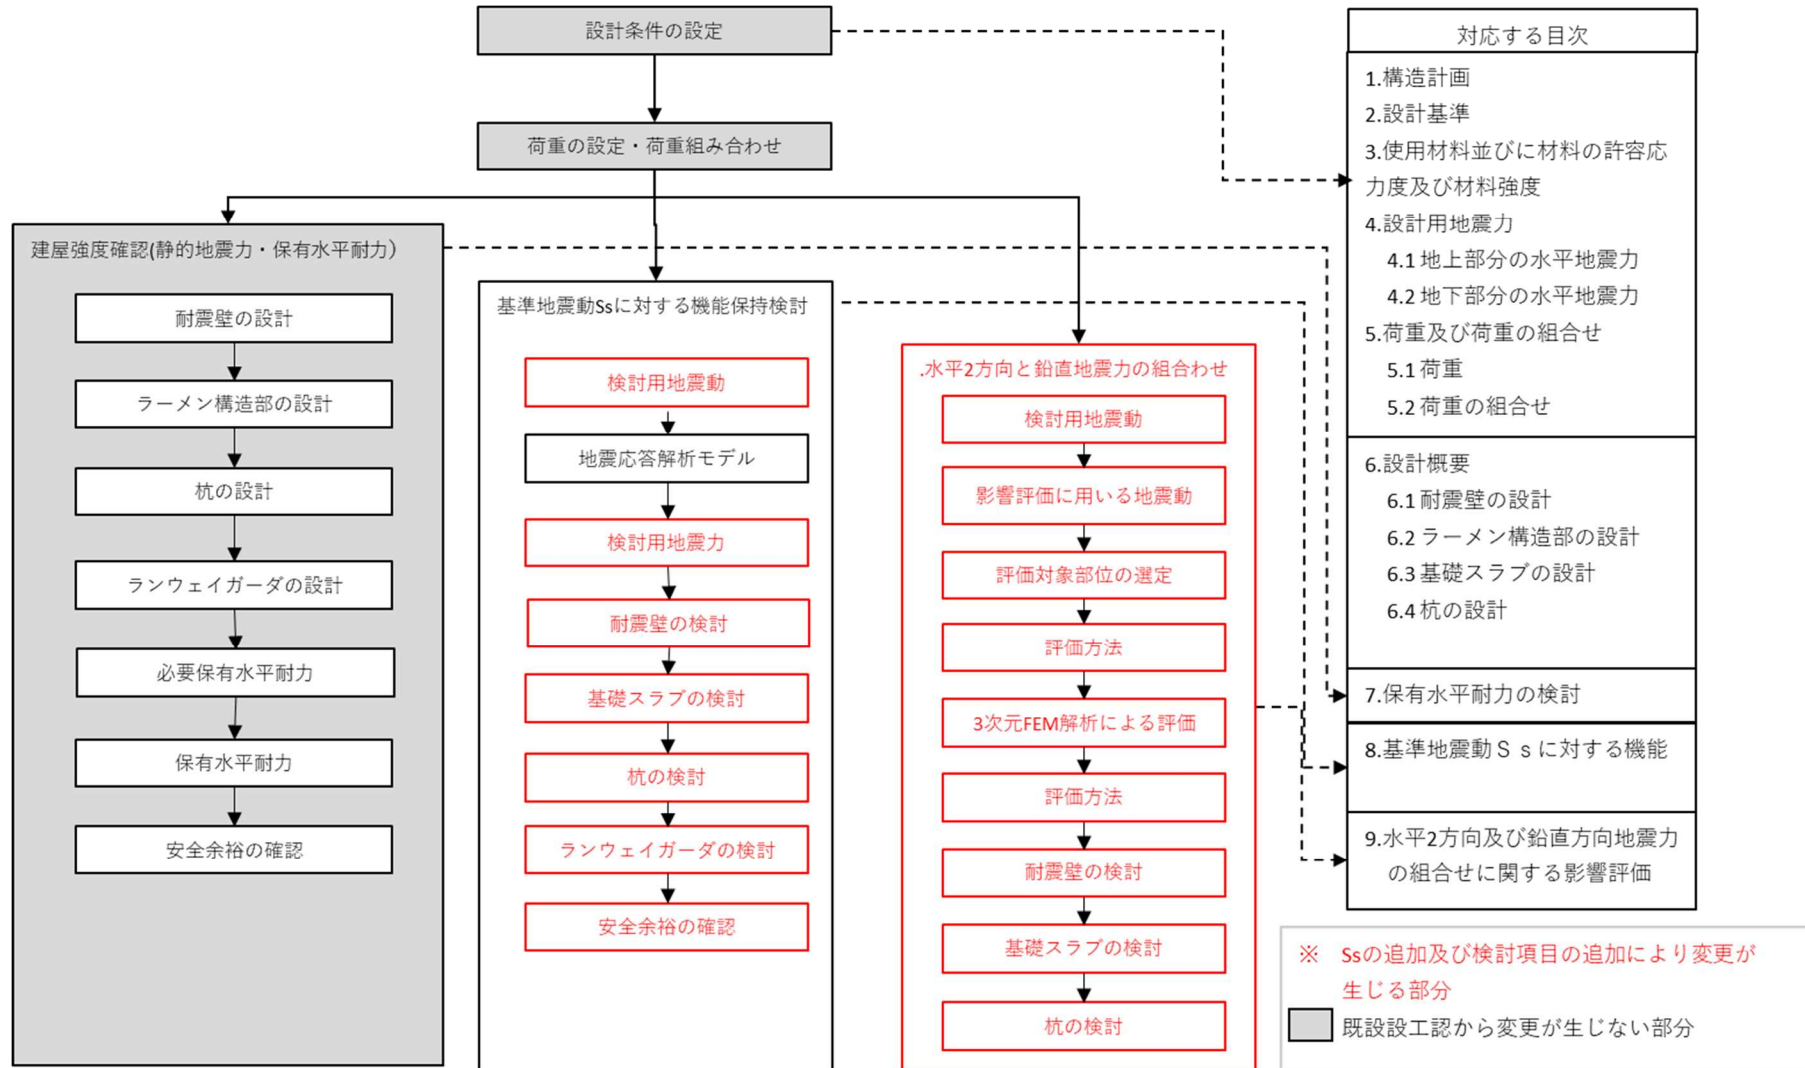 設計条件の設定
荷重の設定・荷重組み合わせ
建屋強度確認(静的地震力・保有水平耐力）
耐震壁の設計
ラーメン構造部の設計
杭の設計
ランウェイガーダの設計
必要保有水平耐力
保有水平耐力
安全余裕の確認
基準地震動Ssに対する機能保持検討
検討用地震動
地震応答解析モデル
検討用地震力
耐震壁の検討
基礎スラブの検討
杭の検討
ランウェイガーダの検討
安全余裕の確認
.水平2方向と鉛直地震力の組合わせ
検討用地震動
影響評価に用いる地震動
評価対象部位の選定
評価方法
3次元FEM解析による評価
評価方法
耐震壁の検討
基礎スラブの検討
杭の検討
対応する目次
1.構造計画
2.設計基準
3.使用材料並びに材料の許容応
力度及び材料強度
4.設計用地震力
4.1 地上部分の水平地震力
4.2 地下部分の水平地震力
5.荷重及び荷重の組合せ
5.1 荷重
5.2 荷重の組合せ
6.設計概要
6.1 耐震壁の設計
6.2 ラーメン構造部の設計
6.3 基礎スラブの設計
6.4 杭の設計
7.保有水平耐力の検討
8.基準地震動Ｓｓに対する機能
9.水平2方向及び鉛直方向地震力
の組合せに関する影響評価
※ Ssの追加及び検討項目の追加により変更が
生じる部分
既設設工認から変更が生じない部分